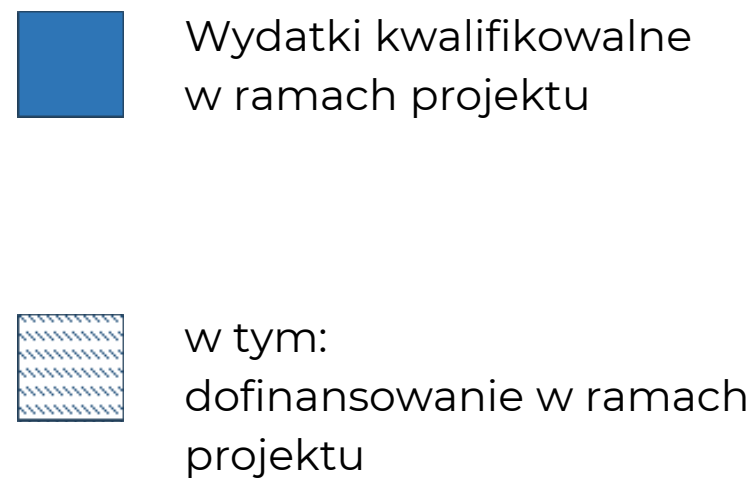 Wydatki kwalifikowalne
w ramach projektu
w tym:
dofinansowanie w ramach
projektu